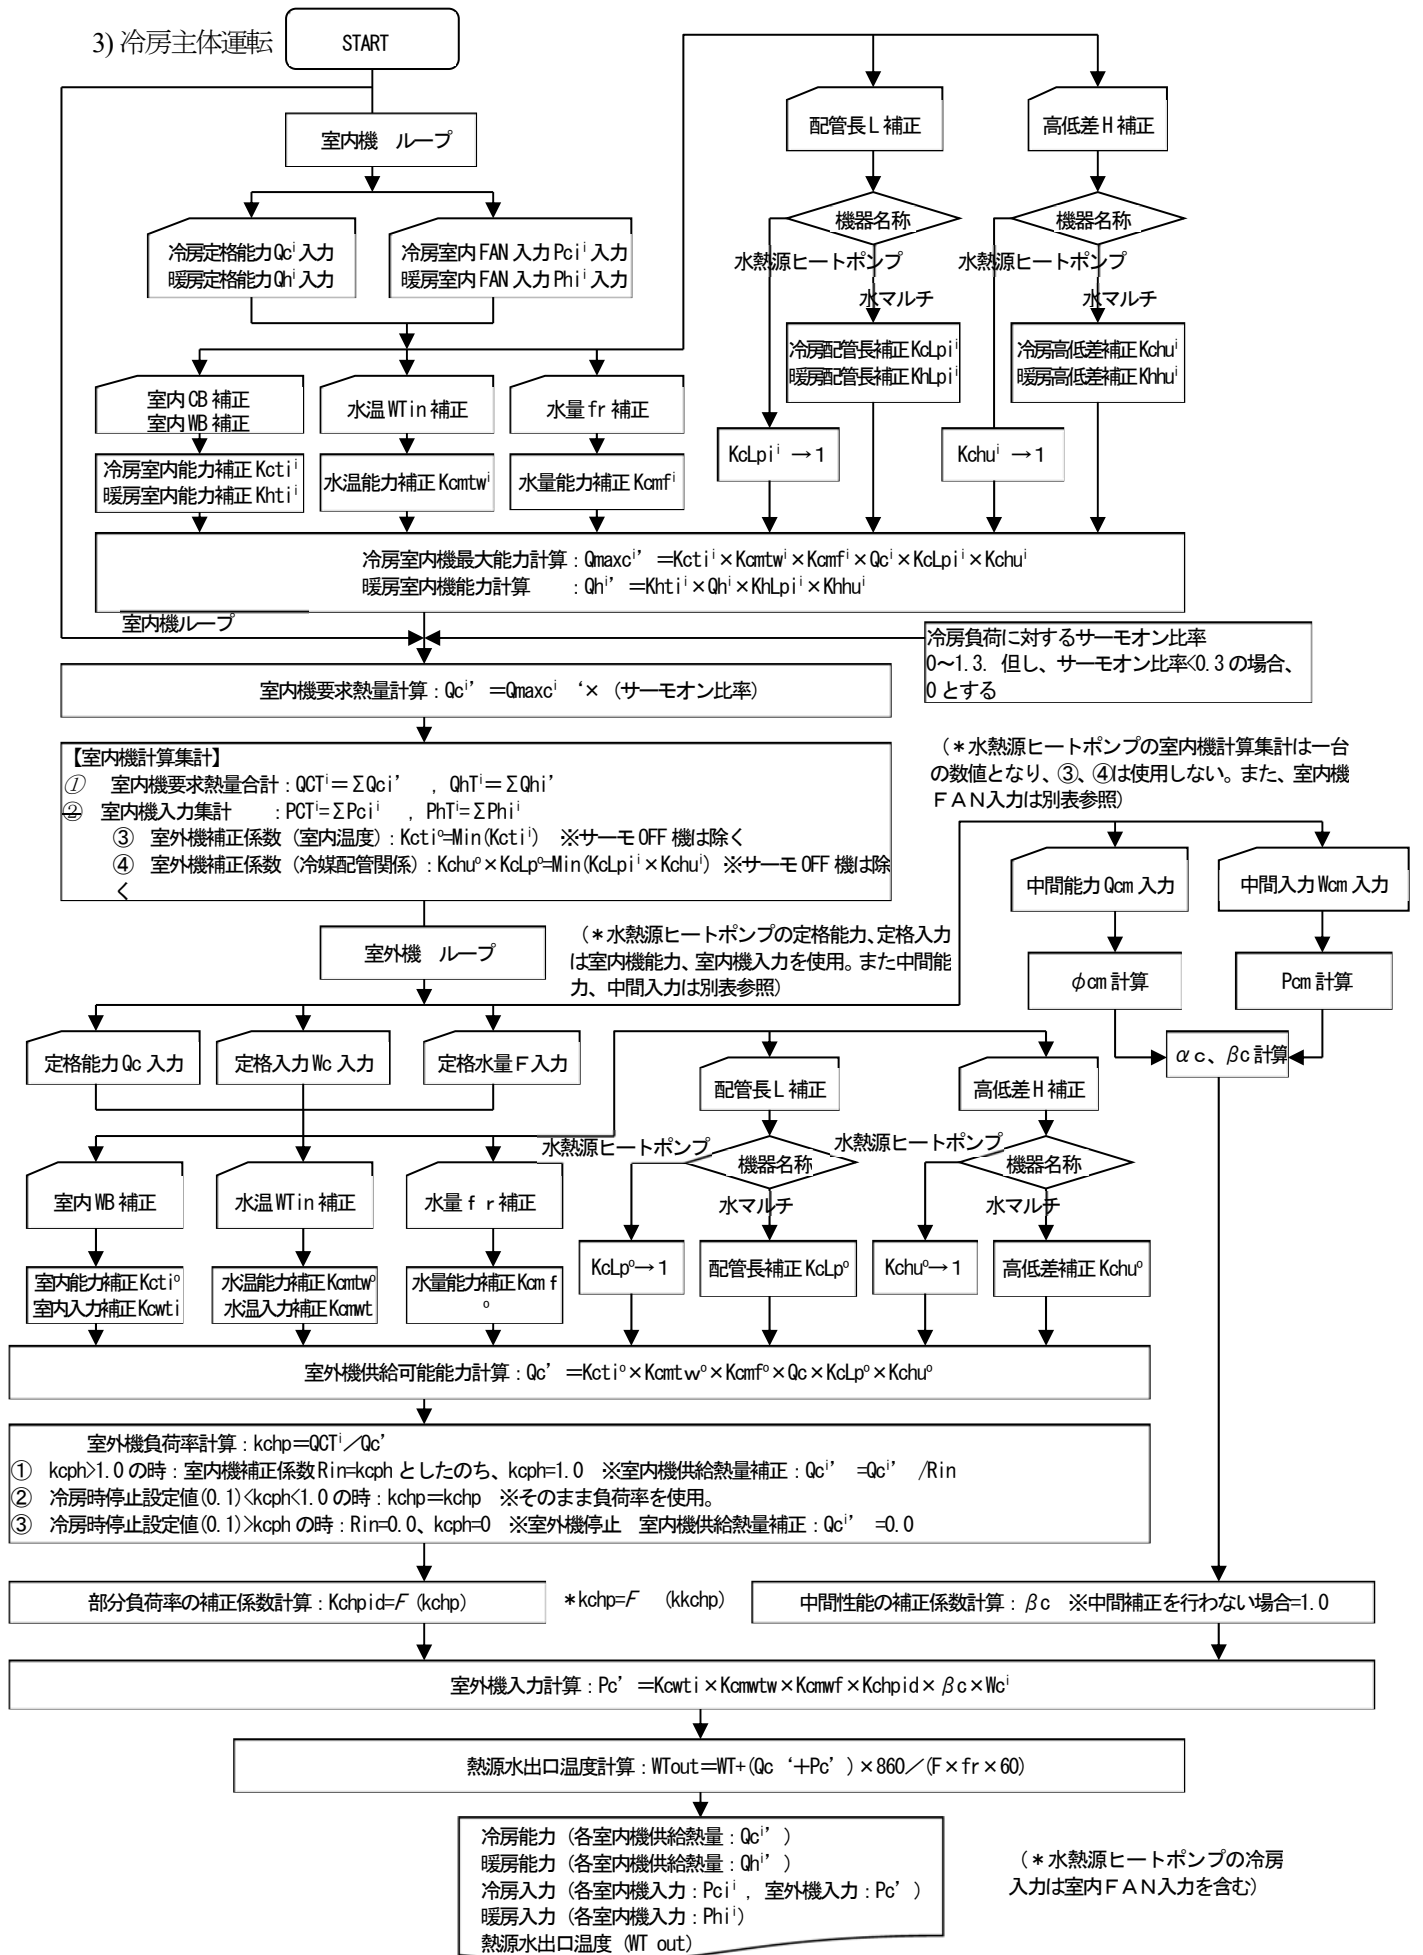 3) 冷房主体運転
START
室内機　ループ
冷房定格能力Qcⁱ入力
暖房定格能力Qhⁱ入力
冷房室内FAN入力Pciⁱ入力
暖房室内FAN入力Phiⁱ入力
配管長L補正
高低差H補正
機器名称
機器名称
水熱源ヒートポンプ
水熱源ヒートポンプ
水マルチ
水マルチ
冷房配管長補正KcLpiⁱ
暖房配管長補正KhLpiⁱ
冷房高低差補正Kchuⁱ
暖房高低差補正Khhuⁱ
室内CB補正
室内WB補正
水温WTin補正
水量fr補正
KcLpiⁱ →1
Kchuⁱ →1
冷房室内能力補正Kctiⁱ
暖房室内能力補正Khtiⁱ
水温能力補正Kcmtwⁱ
水量能力補正Kcmfⁱ
冷房室内機最大能力計算：Qmaxcⁱ’＝Kctiⁱ×Kcmtwⁱ×Kcmfⁱ×Qcⁱ×KcLpiⁱ×Kchuⁱ
暖房室内機能力計算　　：Qhⁱ’＝Khtiⁱ×Qhⁱ×KhLpiⁱ×Khhuⁱ
室内機ループ
冷房負荷に対するサーモオン比率
0～1.3. 但し、サーモオン比率<0.3の場合、
0とする
室内機要求熱量計算：Qcⁱ’＝Qmaxcⁱ ‘×（サーモオン比率）
【室内機計算集計】
①　室内機要求熱量合計：QCTⁱ＝ΣQci’ ，QhTⁱ＝ΣQhi’
②　室内機入力集計　　：PCTⁱ=ΣPciⁱ ，PhTⁱ=ΣPhiⁱ
③　室外機補正係数（室内温度）：Kctiᵒ=Min(Kctiⁱ)　※サーモOFF機は除く
④　室外機補正係数（冷媒配管関係）：Kchuᵒ×KcLpᵒ=Min(KcLpiⁱ×Kchuⁱ)　※サーモOFF機は除
く
（＊水熱源ヒートポンプの室内機計算集計は一台
の数値となり、③、④は使用しない。また、室内機
ＦＡＮ入力は別表参照）
中間能力Qcm入力
中間入力Wcm入力
室外機　ループ
（＊水熱源ヒートポンプの定格能力、定格入力
は室内機能力、室内機入力を使用。また中間能
力、中間入力は別表参照）
φcm計算
Pcm計算
αc、βc計算
定格能力Qc入力
定格入力Wc入力
定格水量Ｆ入力
配管長L補正
高低差H補正
水熱源ヒートポンプ
水熱源ヒートポンプ
機器名称
機器名称
水マルチ
水マルチ
室内WB補正
水温WTin補正
水量ｆｒ補正
KcLpᵒ→1
配管長補正KcLpᵒ
Kchuᵒ→1
高低差補正Kchuᵒ
室内能力補正Kctiᵒ
室内入力補正Kcwti
水温能力補正Kcmtwᵒ
水温入力補正Kcmwt
水量能力補正Kcmｆ
ᵒ
室外機供給可能能力計算：Qc’＝Kctiᵒ×Kcmtwᵒ×Kcmfᵒ×Qc×KcLpᵒ×Kchuᵒ
室外機負荷率計算：kchp＝QCTⁱ／Qc’
①　kcph>1.0の時：室内機補正係数Rin=kcphとしたのち、kcph=1.0　※室内機供給熱量補正：Qcⁱ’=Qcⁱ’/Rin
②　冷房時停止設定値(0.1)<kcph<1.0の時：kchp＝kchp　※そのまま負荷率を使用。
③　冷房時停止設定値(0.1)>kcphの時：Rin=0.0、kcph=0　※室外機停止　室内機供給熱量補正：Qcⁱ’=0.0
部分負荷率の補正係数計算：Kchpid=F (kchp)
＊kchp=F　(kkchp)
中間性能の補正係数計算：βc　※中間補正を行わない場合=1.0
室外機入力計算：Pc’＝Kcwti×Kcmwtw×Kcmwf×Kchpid×βc×Wcⁱ
熱源水出口温度計算：WTout＝WT+(Qc ‘＋Pc’)×860／(F×fr×60)
冷房能力（各室内機供給熱量：Qcⁱ’）
暖房能力（各室内機供給熱量：Qhⁱ’）
冷房入力（各室内機入力：Pciⁱ，室外機入力：Pc’）
暖房入力（各室内機入力：Phiⁱ）
熱源水出口温度（WT out）
（＊水熱源ヒートポンプの冷房
入力は室内ＦＡＮ入力を含む）